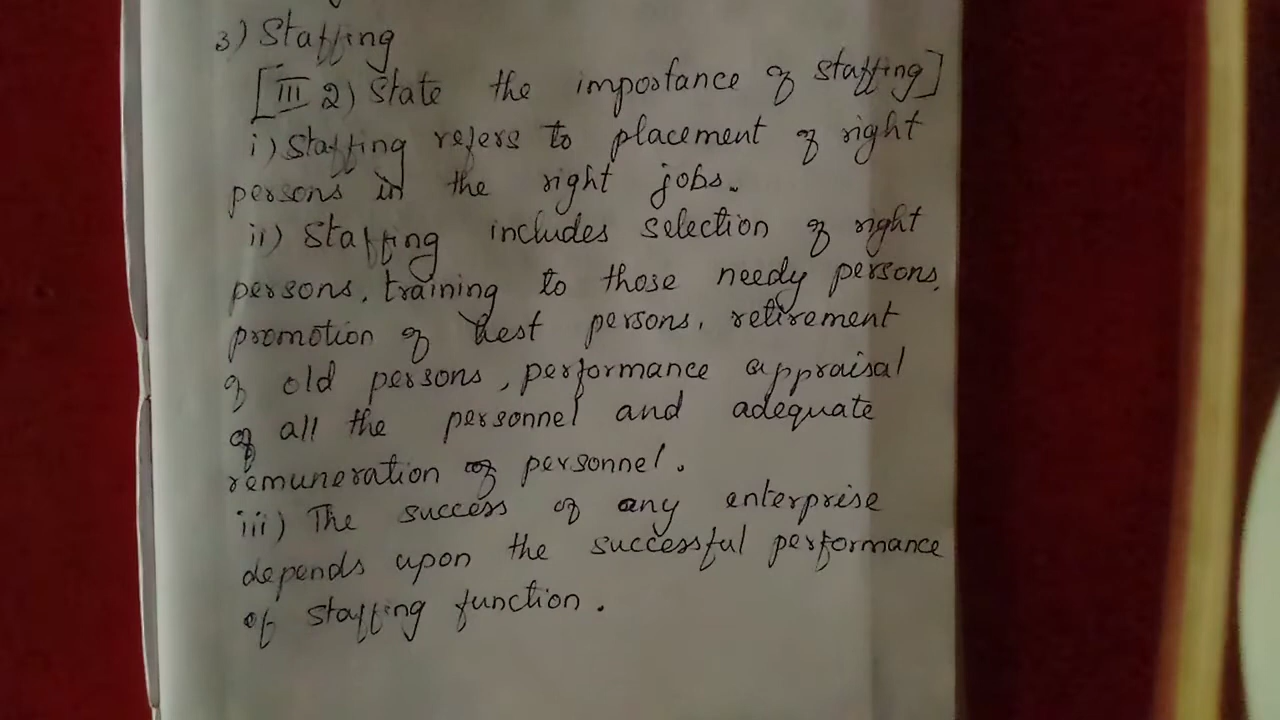 3) Staffing
[III 2) State the importance of staffing]
i) Staffing refers to placement of right
persons in the right jobs.
ii) Staffing includes selection of right
persons, training to those needy persons,
promotion of best persons, retirement
of old persons, performance appraisal
of all the personnel and adequate
remuneration of personnel.
iii) The success of any enterprise
depends upon the successful performance
of staffing function.